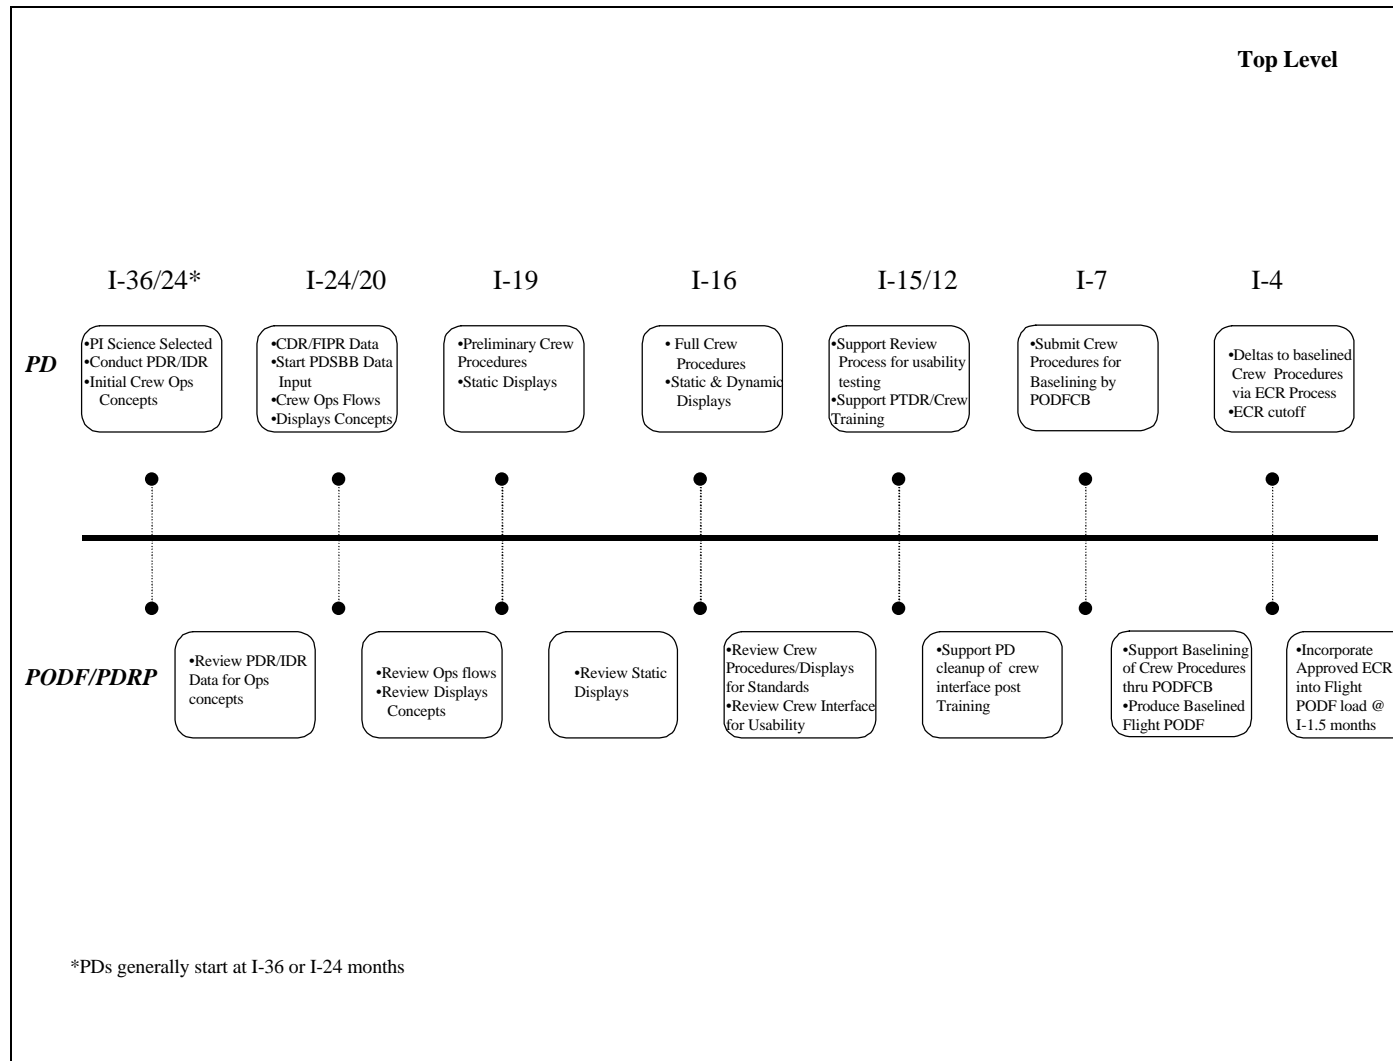 Top Level
I-36/24*
I-24/20
I-19
I-16
I-15/12
I-7
I-4
PD
•PI Science Selected
•Conduct PDR/IDR
•Initial Crew Ops
Concepts
•CDR/FIPR Data
•Start PDSBB Data
Input
•Crew Ops Flows
•Displays Concepts
•Preliminary Crew
Procedures
•Static Displays
• Full Crew
Procedures
•Static & Dynamic
Displays
•Support Review
Process for usability
testing
•Support PTDR/Crew
Training
•Submit Crew
Procedures for
Baselining by
PODFCB
•Deltas to baselined
Crew Procedures
via ECR Process
•ECR cutoff
PODF/PDRP
•Review PDR/IDR
Data for Ops
concepts
•Review Ops flows
•Review Displays
Concepts
•Review Static
Displays
•Review Crew
Procedures/Displays
for Standards
•Review Crew Interface
for Usability
•Support PD
cleanup of crew
interface post
Training
•Support Baselining
of Crew Procedures
thru PODFCB
•Produce Baselined
Flight PODF
•Incorporate
Approved ECR
into Flight
PODF load @
I-1.5 months
*PDs generally start at I-36 or I-24 months